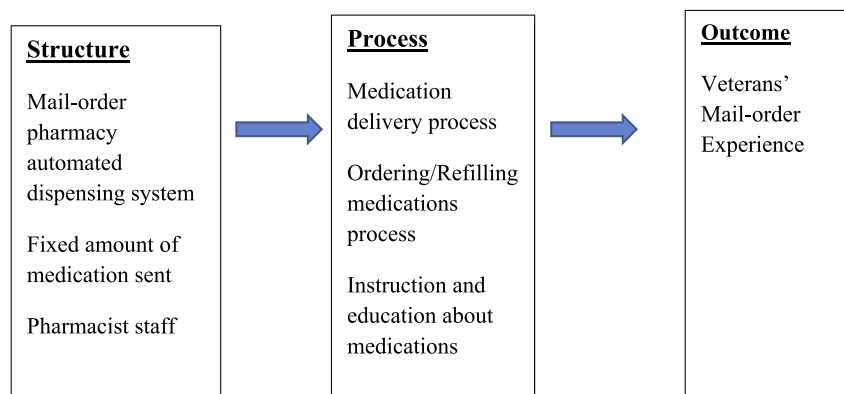 Structure
Mail-order
pharmacy
automated
dispensing system
Fixed amount of
medication sent
Pharmacist staff
Process
Medication
delivery process
Ordering/Refilling
medications
process
Instruction and
education about
medications
Outcome
Veterans’
Mail-order
Experience